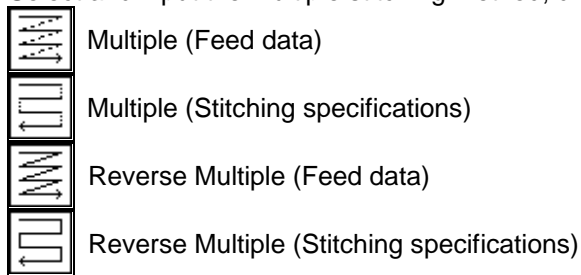 Multiple (Feed data)
Multiple (Stitching specifications)
Reverse Multiple (Feed data)
Reverse Multiple (Stitching specifications)